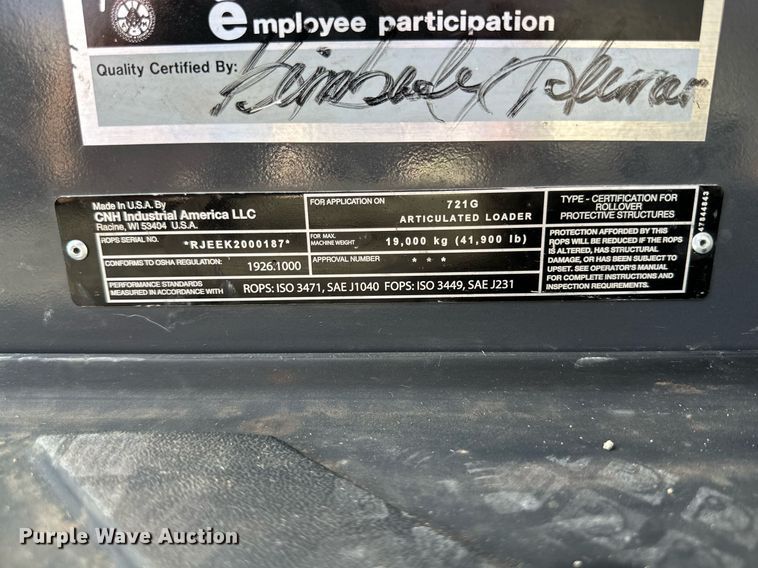 employee participation
Quality Certified By:
Made in U.S.A. By
CNH Industrial America LLC
Racine, WI 53404 U.S.A.
ROPS SERIAL NO. *RJEEK2000187*
CONFORMS TO OSHA REGULATION: 1926.1000
PERFORMANCE STANDARDS
MEASURED IN ACCORDANCE WITH
ROPS: ISO 3471, SAE J1040 FOPS: ISO 3449, SAE J231
FOR APPLICATION ON 721G
ARTICULATED LOADER
FOR MAX.
MACHINE WEIGHT 19,000 kg (41,900 lb)
APPROVAL NUMBER * * *
TYPE - CERTIFICATION FOR
ROLLOVER
PROTECTIVE STRUCTURES
PROTECTION AFFORDED BY THIS
ROPS WILL BE REDUCED IF THE ROPS
IS ALTERED, HAS STRUCTURAL
DAMAGE, OR HAS BEEN SUBJECT TO
UPSET. SEE OPERATOR'S MANUAL
FOR COMPLETE INSTRUCTIONS AND
INSPECTION REQUIREMENTS.
47544843
Purple Wave Auction